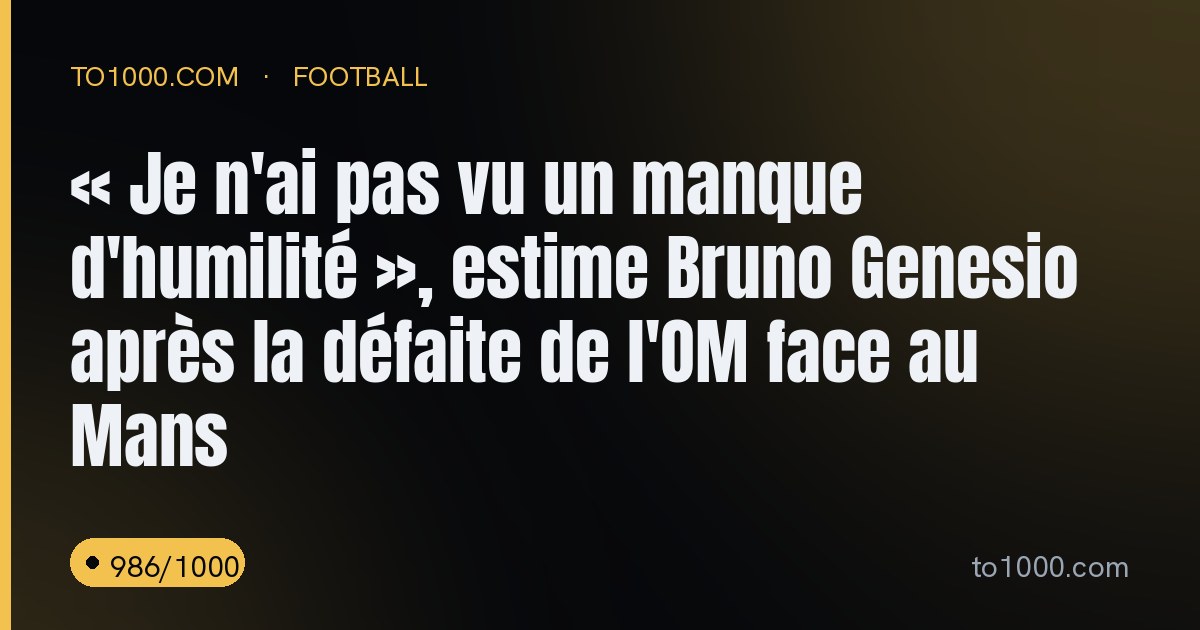 TO1000.COM · FOOTBALL
« Je n'ai pas vu un manque
d'humilité », estime Bruno Genesio
après la défaite de l'OM face au
Mans
986/1000
to1000.com